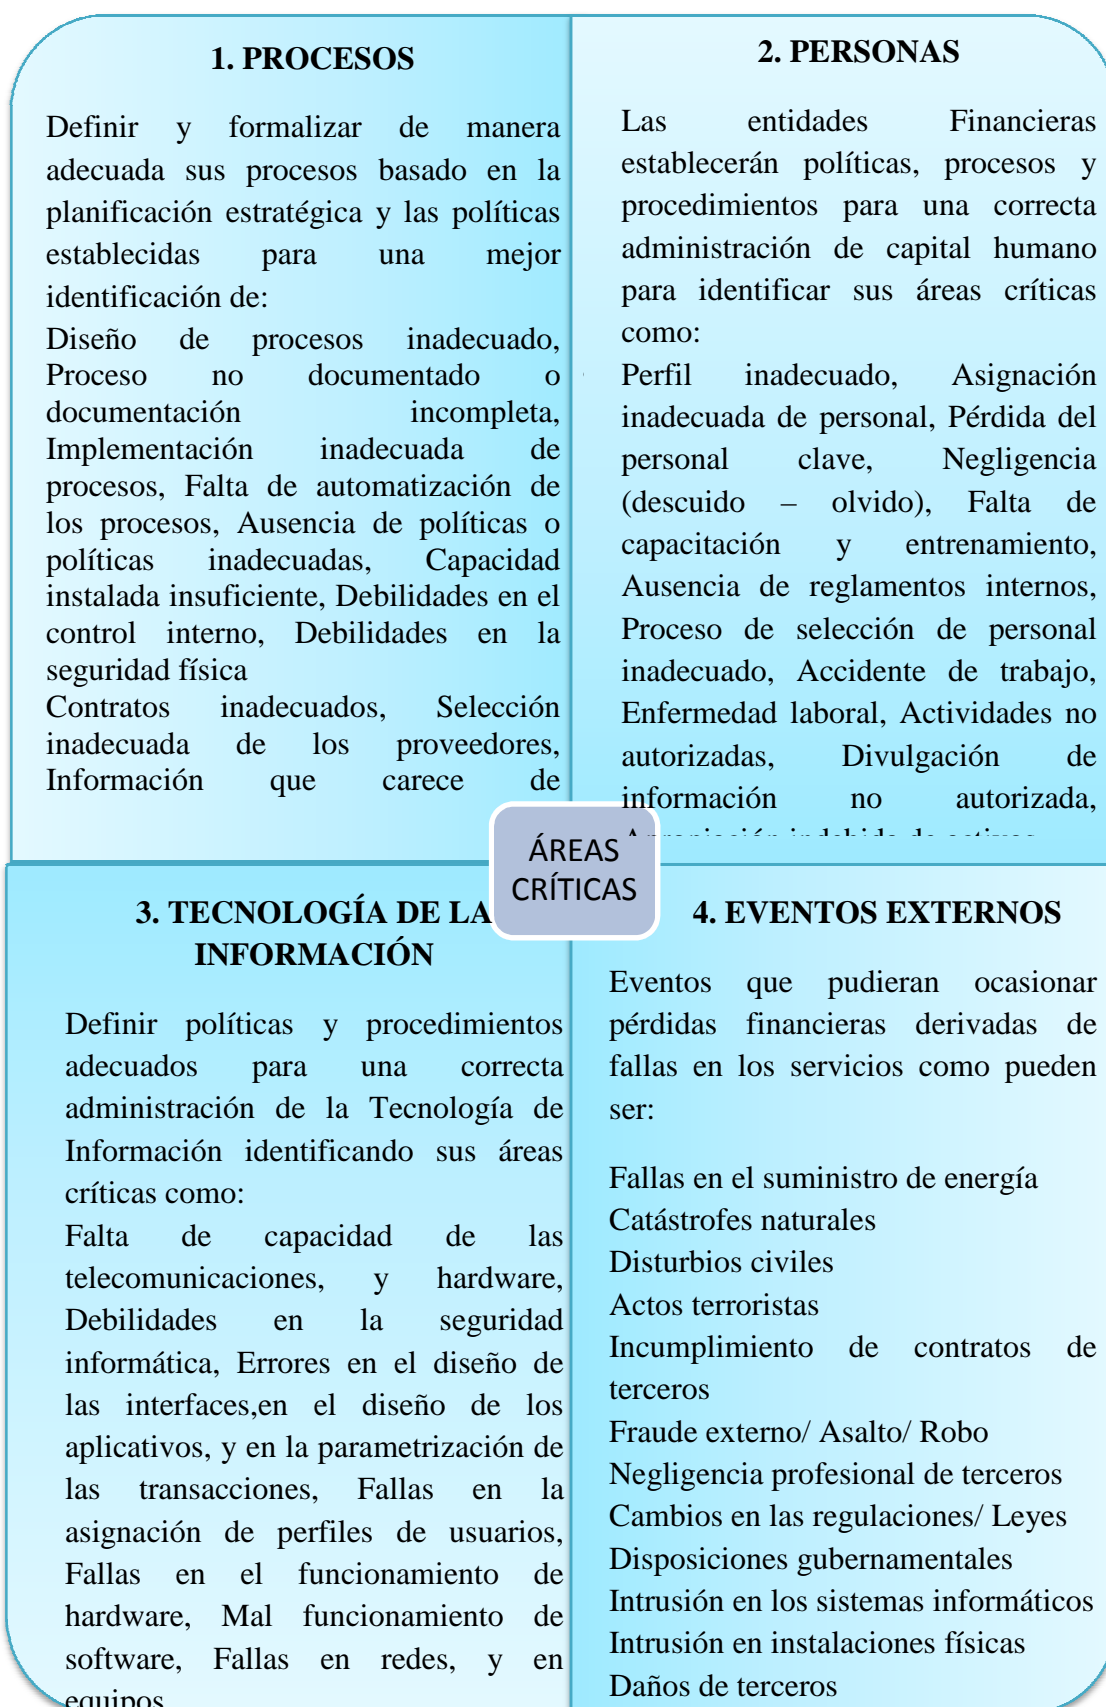 1. PROCESOS
Definir y formalizar de manera
adecuada sus procesos basado en la
planificación estratégica y las políticas
establecidas para una mejor
identificación de:
Diseño de procesos inadecuado,
Proceso no documentado o
documentación incompleta,
Implementación inadecuada de
procesos, Falta de automatización de
los procesos, Ausencia de políticas o
políticas inadecuadas, Capacidad
instalada insuficiente, Debilidades en el
control interno, Debilidades en la
seguridad física
Contratos inadecuados, Selección
inadecuada de los proveedores,
Información que carece de
2. PERSONAS
Las entidades Financieras
establecerán políticas, procesos y
procedimientos para una correcta
administración de capital humano
para identificar sus áreas críticas
como:
Perfil inadecuado, Asignación
inadecuada de personal, Pérdida del
personal clave, Negligencia
(descuido – olvido), Falta de
capacitación y entrenamiento,
Ausencia de reglamentos internos,
Proceso de selección de personal
inadecuado, Accidente de trabajo,
Enfermedad laboral, Actividades no
autorizadas, Divulgación de
información no autorizada,
Apropiación indebida de activos
ÁREAS
CRÍTICAS
3. TECNOLOGÍA DE LA
INFORMACIÓN
Definir políticas y procedimientos
adecuados para una correcta
administración de la Tecnología de
Información identificando sus áreas
críticas como:
Falta de capacidad de las
telecomunicaciones, y hardware,
Debilidades en la seguridad
informática, Errores en el diseño de
las interfaces,en el diseño de los
aplicativos, y en la parametrización de
las transacciones, Fallas en la
asignación de perfiles de usuarios,
Fallas en el funcionamiento de
hardware, Mal funcionamiento de
software, Fallas en redes, y en
equipos
4. EVENTOS EXTERNOS
Eventos que pudieran ocasionar
pérdidas financieras derivadas de
fallas en los servicios como pueden
ser:
Fallas en el suministro de energía
Catástrofes naturales
Disturbios civiles
Actos terroristas
Incumplimiento de contratos de
terceros
Fraude externo/ Asalto/ Robo
Negligencia profesional de terceros
Cambios en las regulaciones/ Leyes
Disposiciones gubernamentales
Intrusión en los sistemas informáticos
Intrusión en instalaciones físicas
Daños de terceros